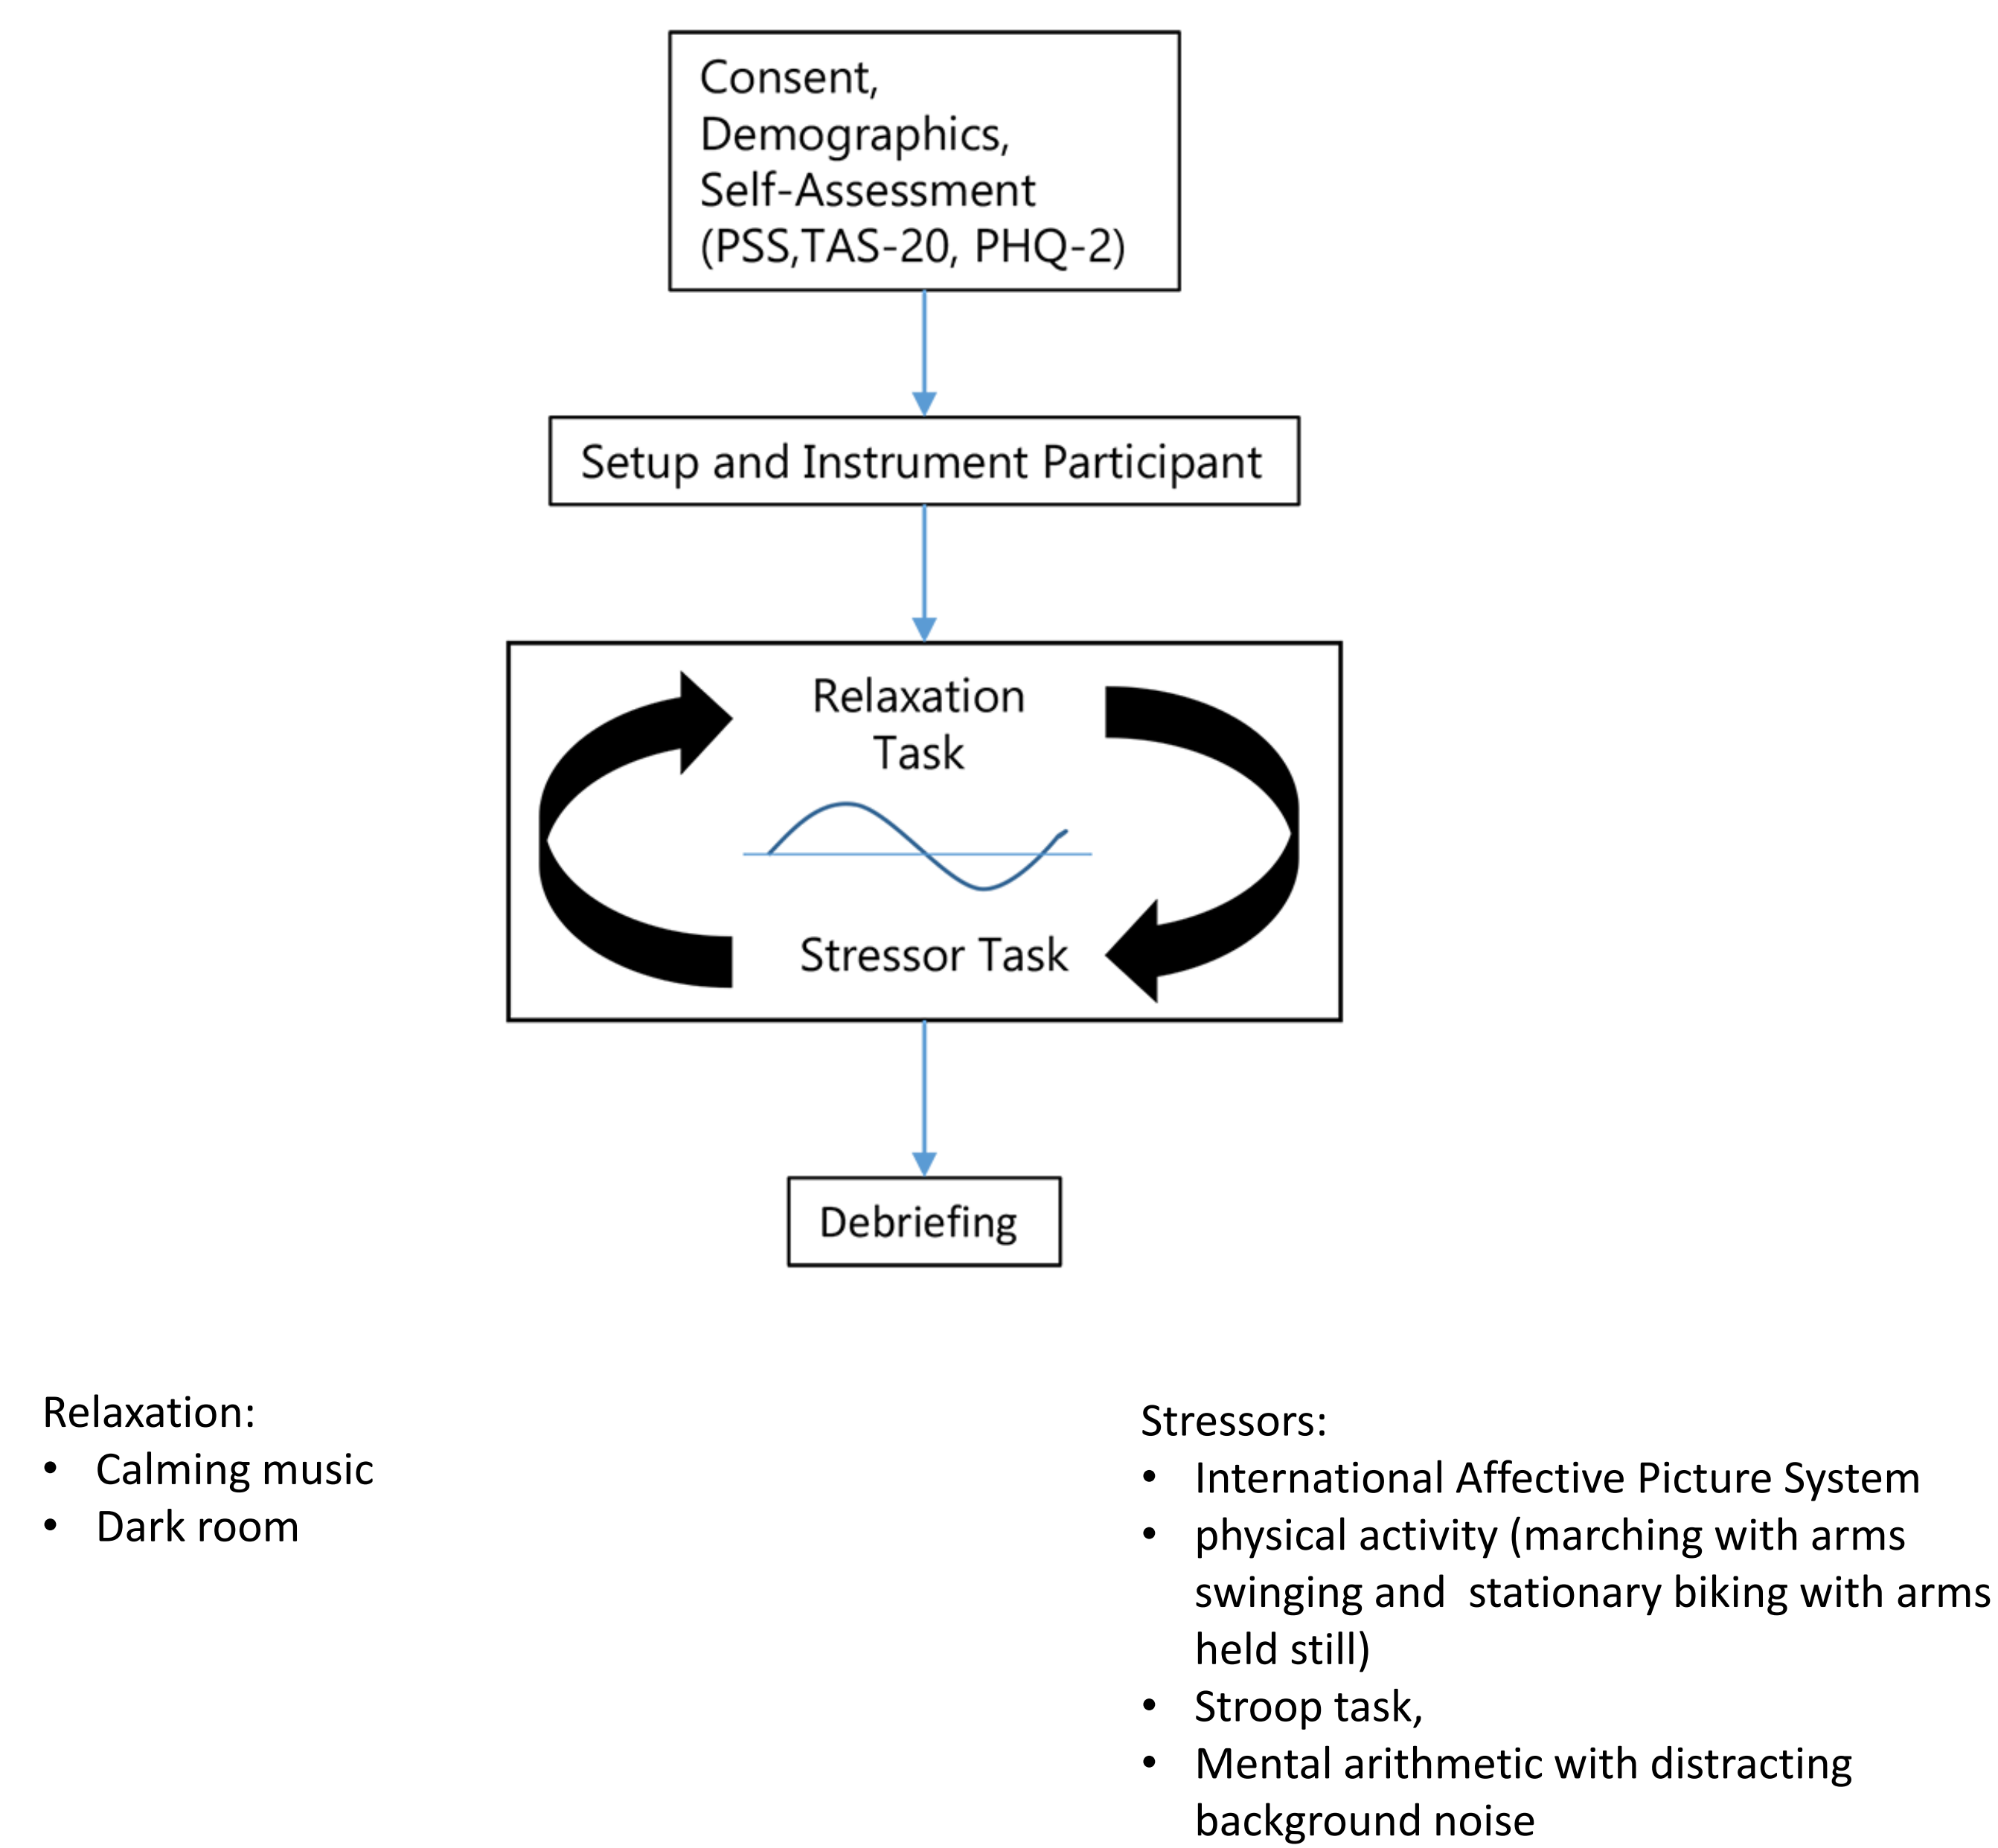 Consent,
Demographics,
Self-Assessment
(PSS,TAS-20, PHQ-2)
Setup and Instrument Participant
Relaxation
Task
Stressor Task
Debriefing
Relaxation:
• Calming music
• Dark room
Stressors:
• International Affective Picture System
• physical activity (marching with arms
swinging and  stationary biking with arms
held still)
• Stroop task,
• Mental arithmetic with distracting
background noise